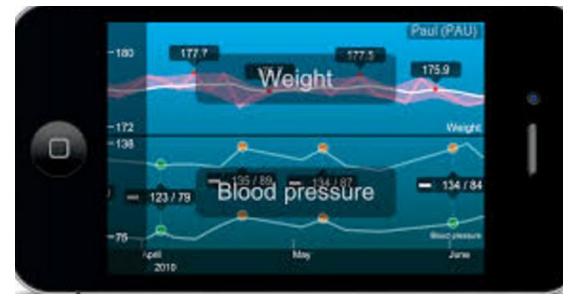 Paul (PAU)
180
177.7
177.5
175.9
Weight
172
Weight
138
135 / 89
134 / 87
134 / 84
123 / 79
Blood pressure
75
Blood pressure
April
May
June
2010